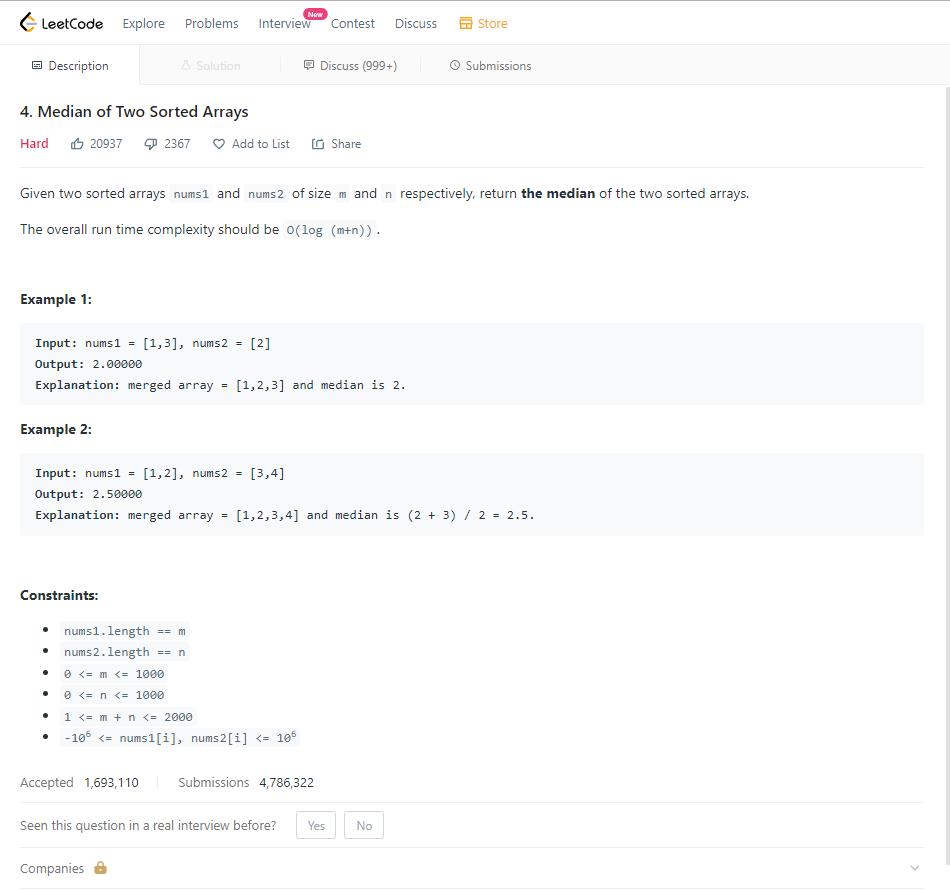 LeetCode Explore Problems Interview New Contest Discuss Store
Description Solution Discuss (999+) Submissions
4. Median of Two Sorted Arrays
Hard 20937 2367 Add to List Share
Given two sorted arrays nums1 and nums2 of size m and n respectively, return the median of the two sorted arrays.
The overall run time complexity should be O(log (m+n)).
Example 1:
Input: nums1 = [1,3], nums2 = [2]
Output: 2.00000
Explanation: merged array = [1,2,3] and median is 2.
Example 2:
Input: nums1 = [1,2], nums2 = [3,4]
Output: 2.50000
Explanation: merged array = [1,2,3,4] and median is (2 + 3) / 2 = 2.5.
Constraints:
nums1.length == m
nums2.length == n
0 <= m <= 1000
0 <= n <= 1000
1 <= m + n <= 2000
-10⁶ <= nums1[i], nums2[i] <= 10⁶
Accepted 1,693,110 Submissions 4,786,322
Seen this question in a real interview before? Yes No
Companies